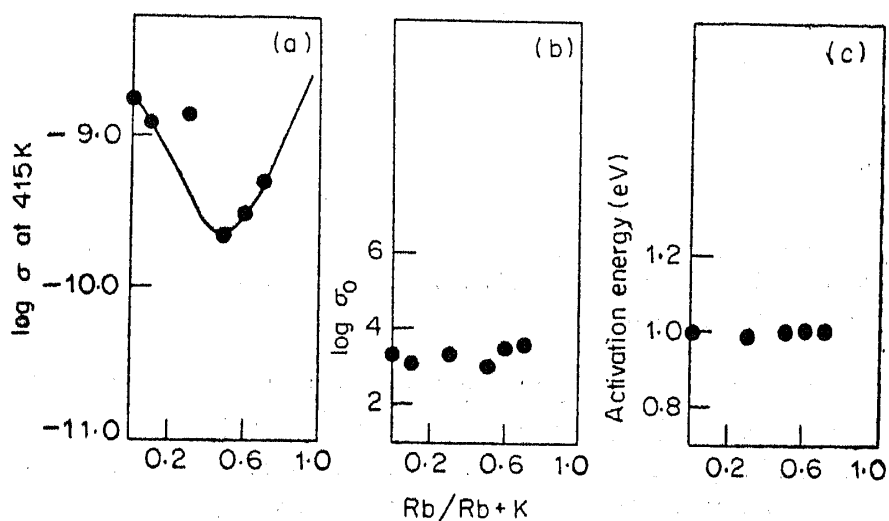 (a)
log σ at 415K
-9.0
-10.0
-11.0
0.2 0.6 1.0
(b)
log σ₀
6
4
2
0.2 0.6 1.0
Rb/Rb+K
(c)
Activation energy (eV)
1.2
1.0
0.8
0.2 0.6 1.0